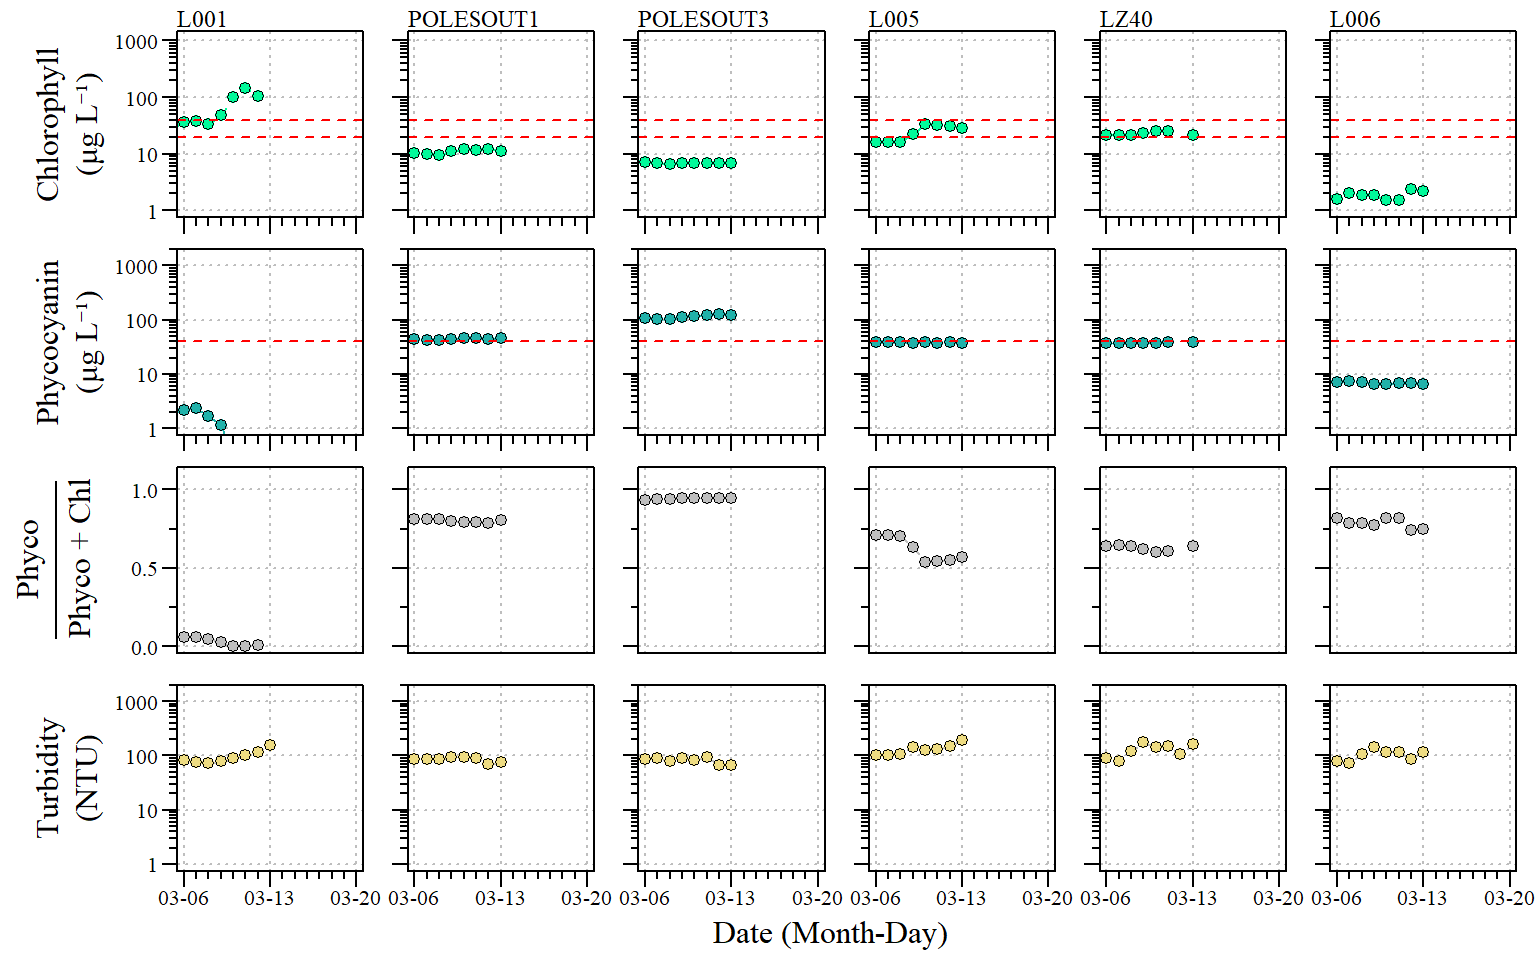 L001 POLESOUT1 POLESOUT3 L005 LZ40 L006
Chlorophyll
(µg L⁻¹)
1000
100
10
1
Phycocyanin
(µg L⁻¹)
1000
100
10
1
Phyco
Phyco + Chl
1.0
0.5
0.0
Turbidity
(NTU)
1000
100
10
1
03-06 03-13 03-20 03-06 03-13 03-20 03-06 03-13 03-20 03-06 03-13 03-20 03-06 03-13 03-20 03-06 03-13 03-20
Date (Month-Day)